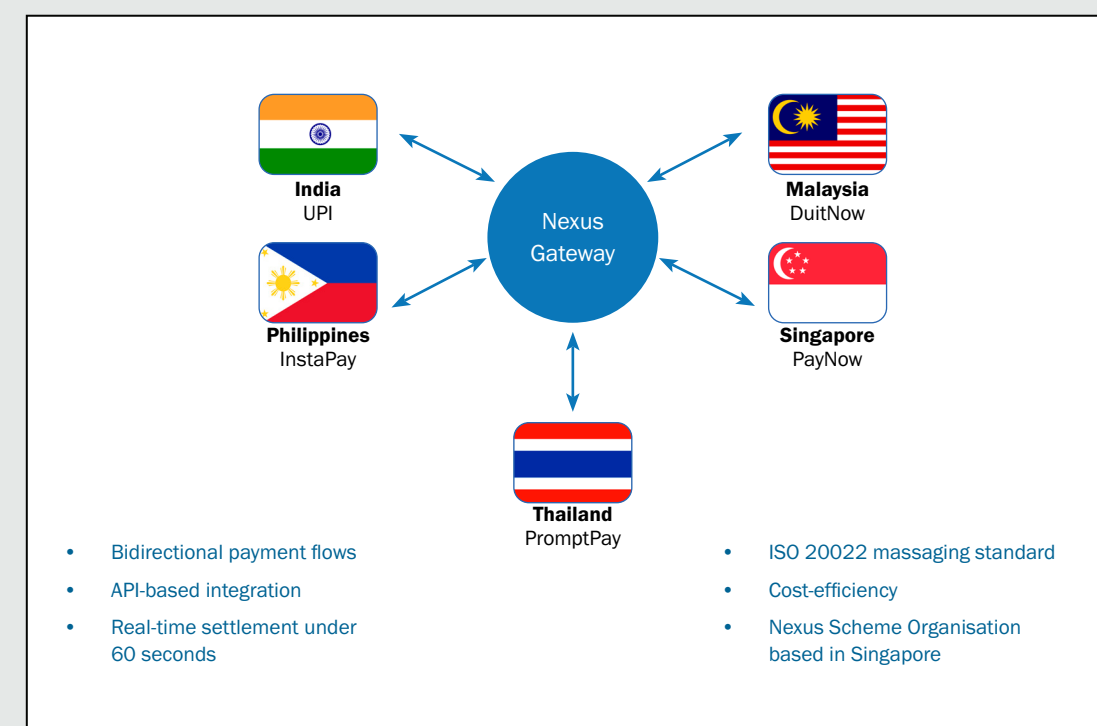 India
UPI
Malaysia
DuitNow
Nexus
Gateway
Philippines
InstaPay
Singapore
PayNow
Thailand
PromptPay
• Bidirectional payment flows
• API-based integration
• Real-time settlement under
60 seconds
• ISO 20022 massaging standard
• Cost-efficiency
• Nexus Scheme Organisation
based in Singapore